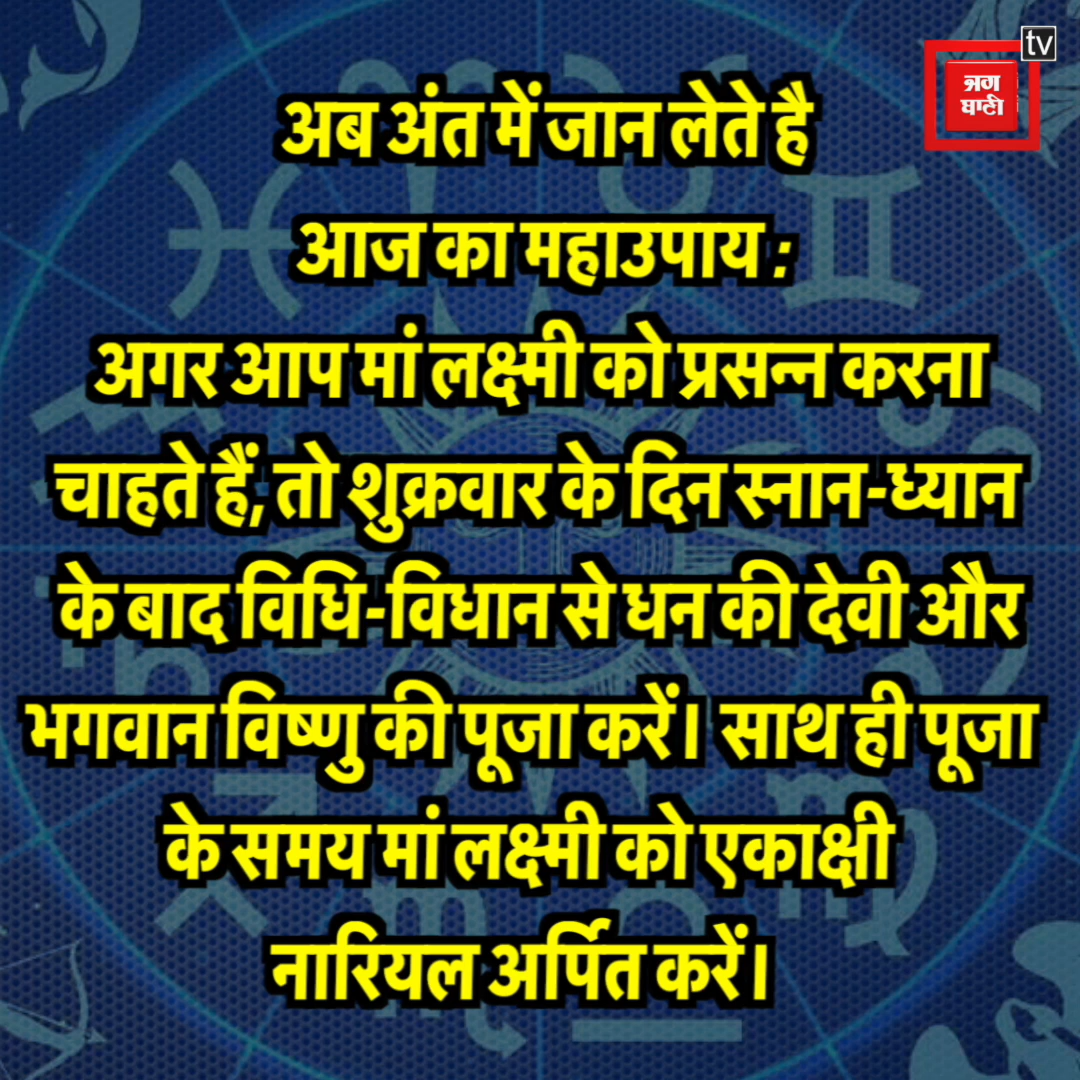 tv
जग
बाणी
अब अंत में जान लेते है
आज का महाउपाय :
अगर आप मां लक्ष्मी को प्रसन्न करना
चाहते हैं, तो शुक्रवार के दिन स्नान-ध्यान
के बाद विधि-विधान से धन की देवी और
भगवान विष्णु की पूजा करें। साथ ही पूजा
के समय मां लक्ष्मी को एकाक्षी
नारियल अर्पित करें।